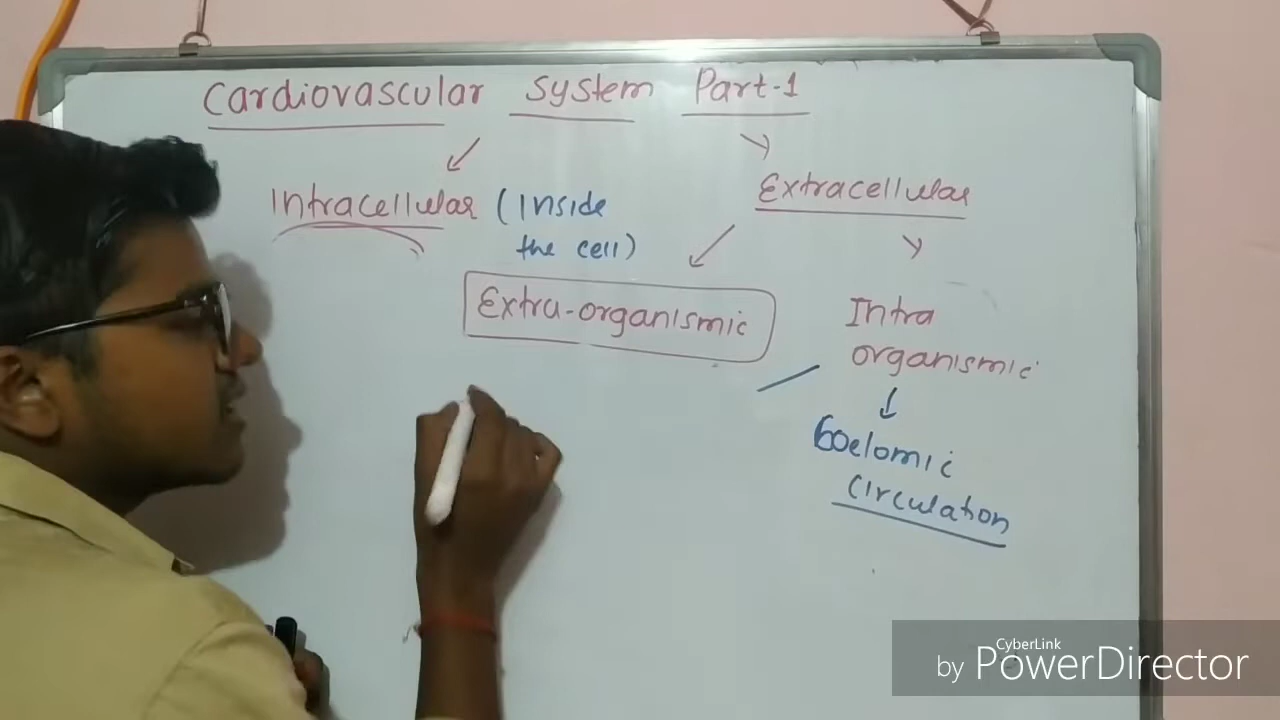 Cardiovascular System Part-1
Intracellular (Inside
the cell)
Extracellular
Extra-organismic
Intra
organismic
Coelomic
Circulation
CyberLink
by PowerDirector